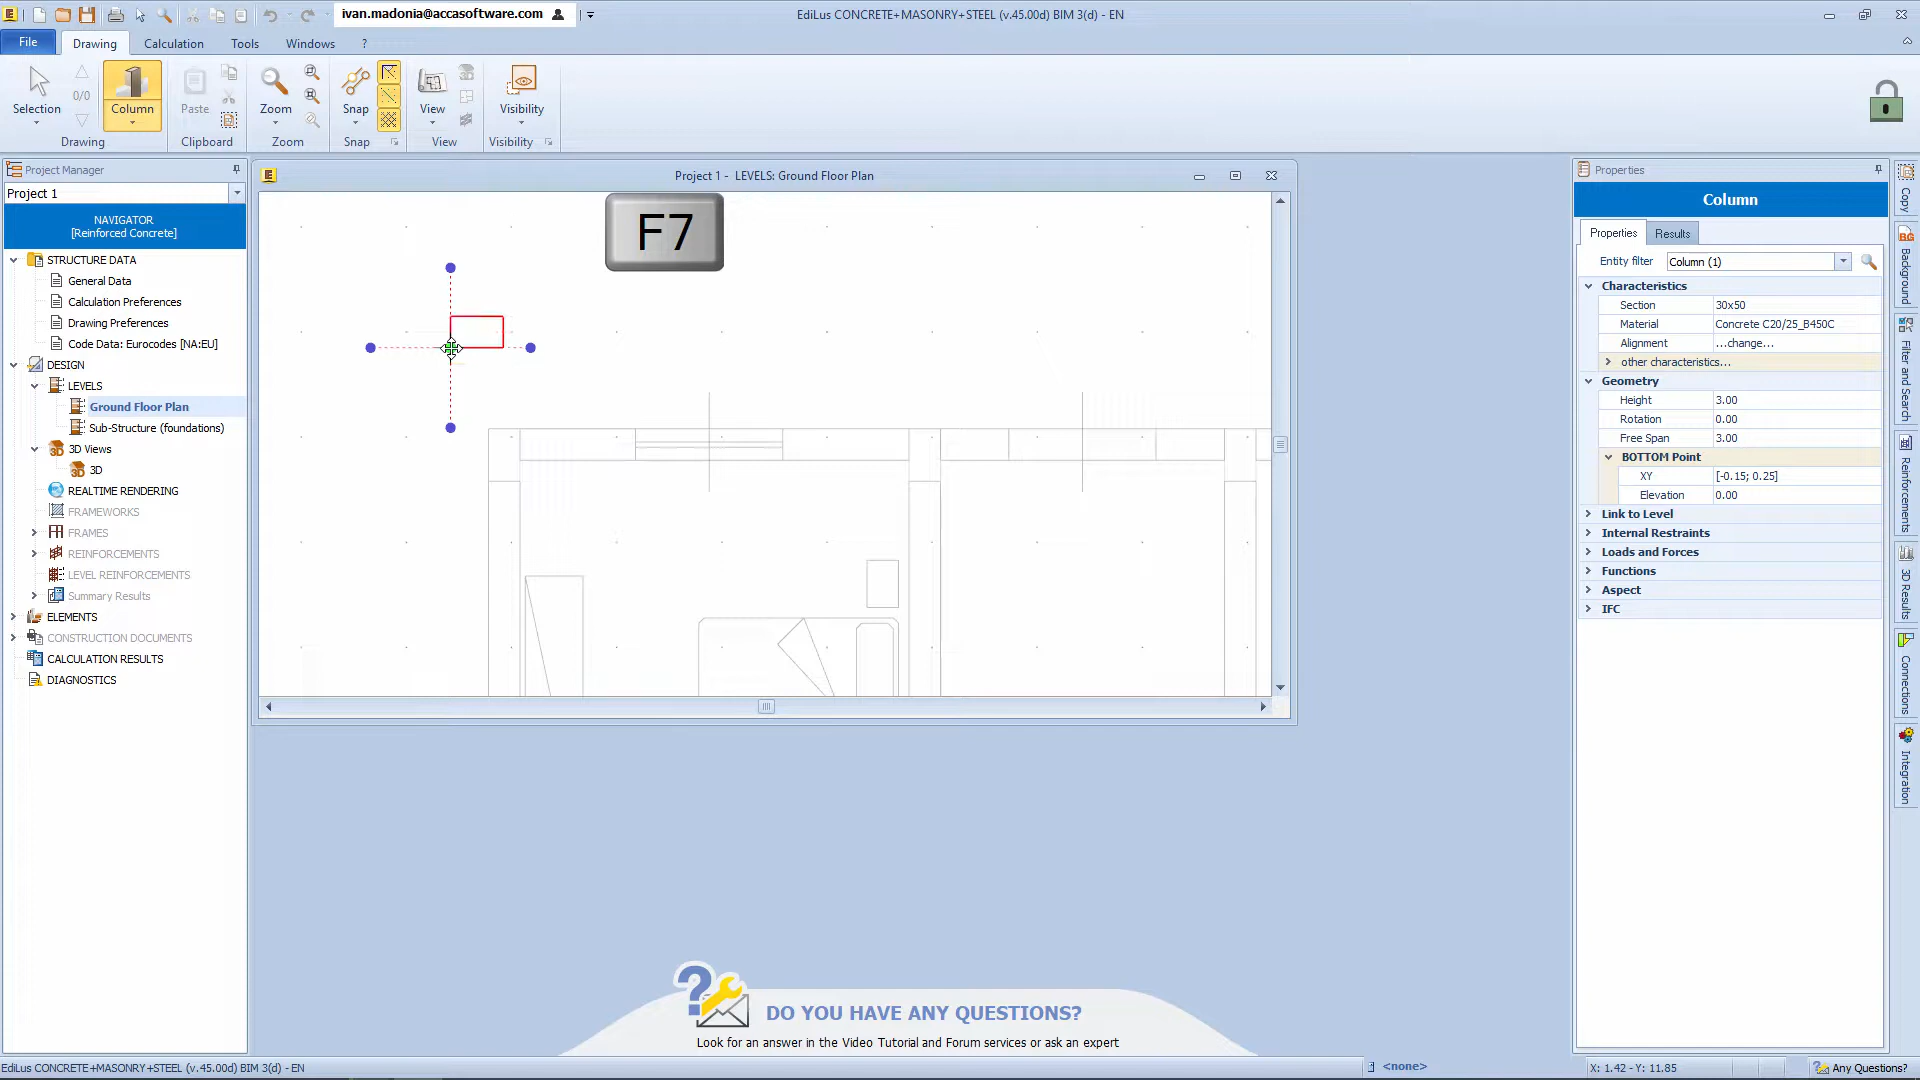 ivan.madonia@accasoftware.com
EdiLus CONCRETE+MASONRY+STEEL (v.45.00d) BIM 3(d) - EN
File
Drawing
Calculation
Tools
Windows
?
Selection
0/0
Column
Paste
Zoom
Snap
View
3D
Visibility
Drawing
Clipboard
Zoom
Snap
View
Visibility
Project Manager
Project 1
NAVIGATOR
[Reinforced Concrete]
STRUCTURE DATA
General Data
Calculation Preferences
Drawing Preferences
Code Data: Eurocodes [NA:EU]
DESIGN
LEVELS
Ground Floor Plan
Sub-Structure (foundations)
3D Views
3D
REALTIME RENDERING
FRAMEWORKS
FRAMES
REINFORCEMENTS
LEVEL REINFORCEMENTS
Summary Results
ELEMENTS
CONSTRUCTION DOCUMENTS
CALCULATION RESULTS
DIAGNOSTICS
Project 1 - LEVELS: Ground Floor Plan
F7
DO YOU HAVE ANY QUESTIONS?
Look for an answer in the Video Tutorial and Forum services or ask an expert
Properties
Column
Properties
Results
Entity filter Column (1)
Characteristics
Section 30x50
Material Concrete C20/25_B450C
Alignment ...change...
other characteristics...
Geometry
Height 3.00
Rotation 0.00
Free Span 3.00
BOTTOM Point
XY [-0.15; 0.25]
Elevation 0.00
Link to Level
Internal Restraints
Loads and Forces
Functions
Aspect
IFC
Copy
BG
Background
Filter and Search
Reinforcements
3D Results
Connections
Integration
EdiLus CONCRETE+MASONRY+STEEL (v.45.00d) BIM 3(d) - EN
<none>
X: 1.42 - Y: 11.85
Any Questions?